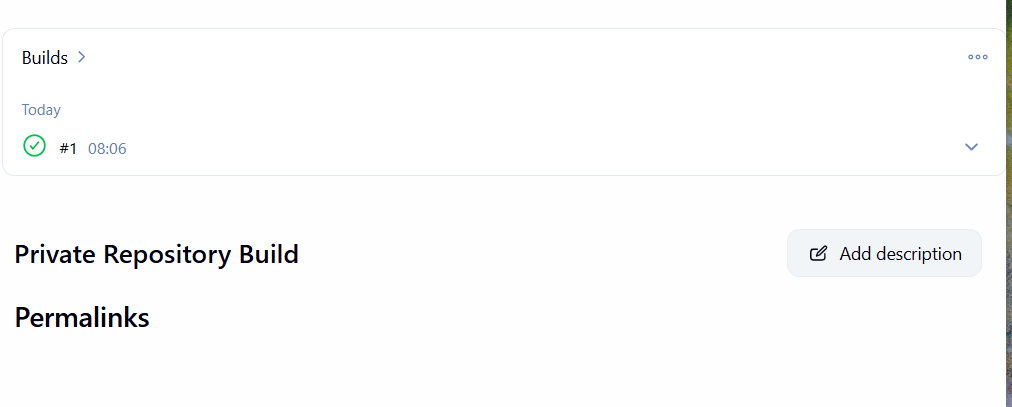 Builds
Today
#1 08:06
Private Repository Build
Add description
Permalinks